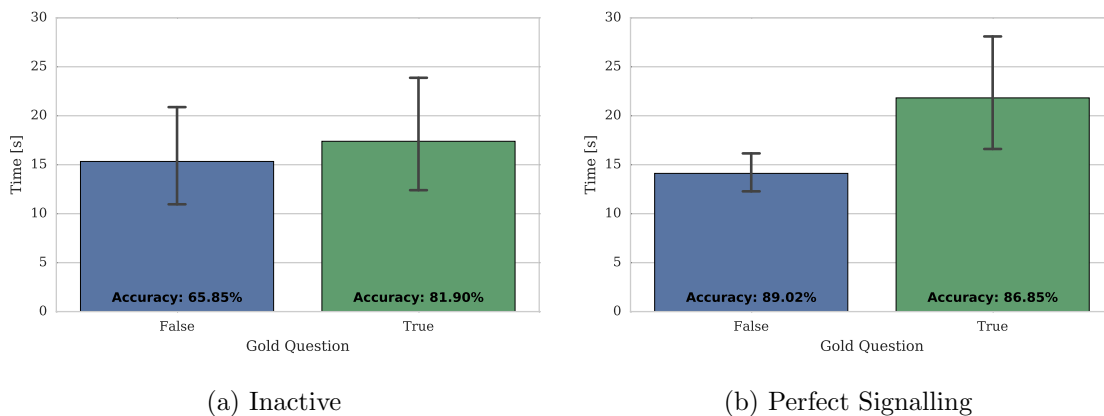 30
25
20
15
10
5
0
Time [s]
Accuracy: 65.85%
Accuracy: 81.90%
False
True
Gold Question
(a) Inactive
30
25
20
15
10
5
0
Time [s]
Accuracy: 89.02%
Accuracy: 86.85%
False
True
Gold Question
(b) Perfect Signalling